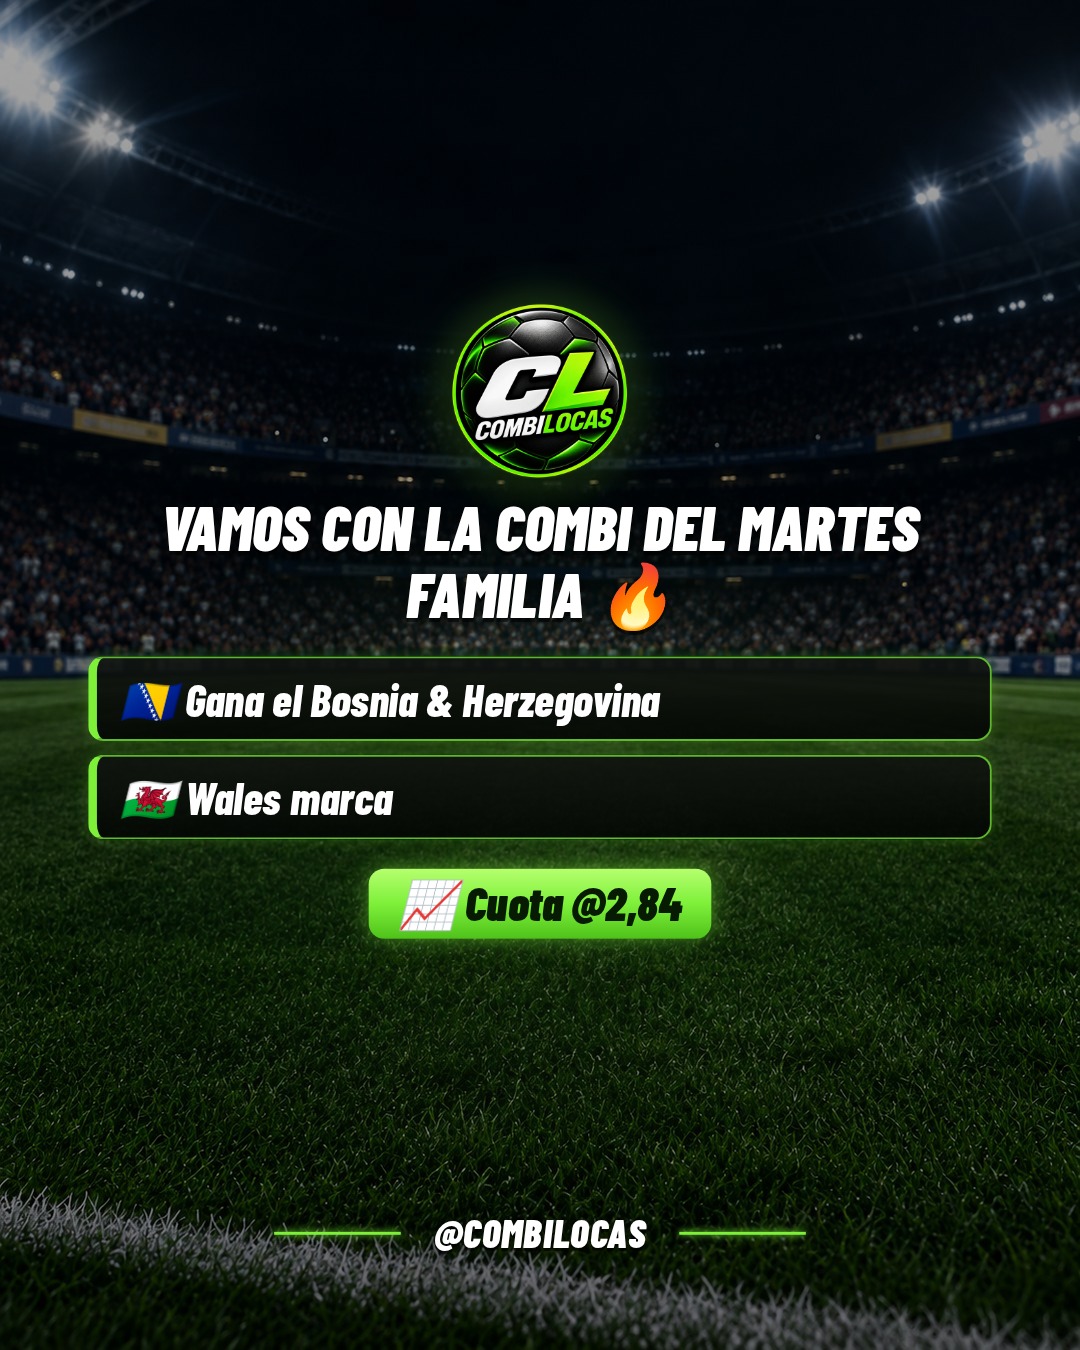 CL
COMBILOCAS
VAMOS CON LA COMBI DEL MARTES
FAMILIA 🔥
🇧🇦 Gana el Bosnia & Herzegovina
🏴󠁧󠁢󠁷󠁬󠁳󠁿 Wales marca
📈 Cuota @2,84
@COMBILOCAS